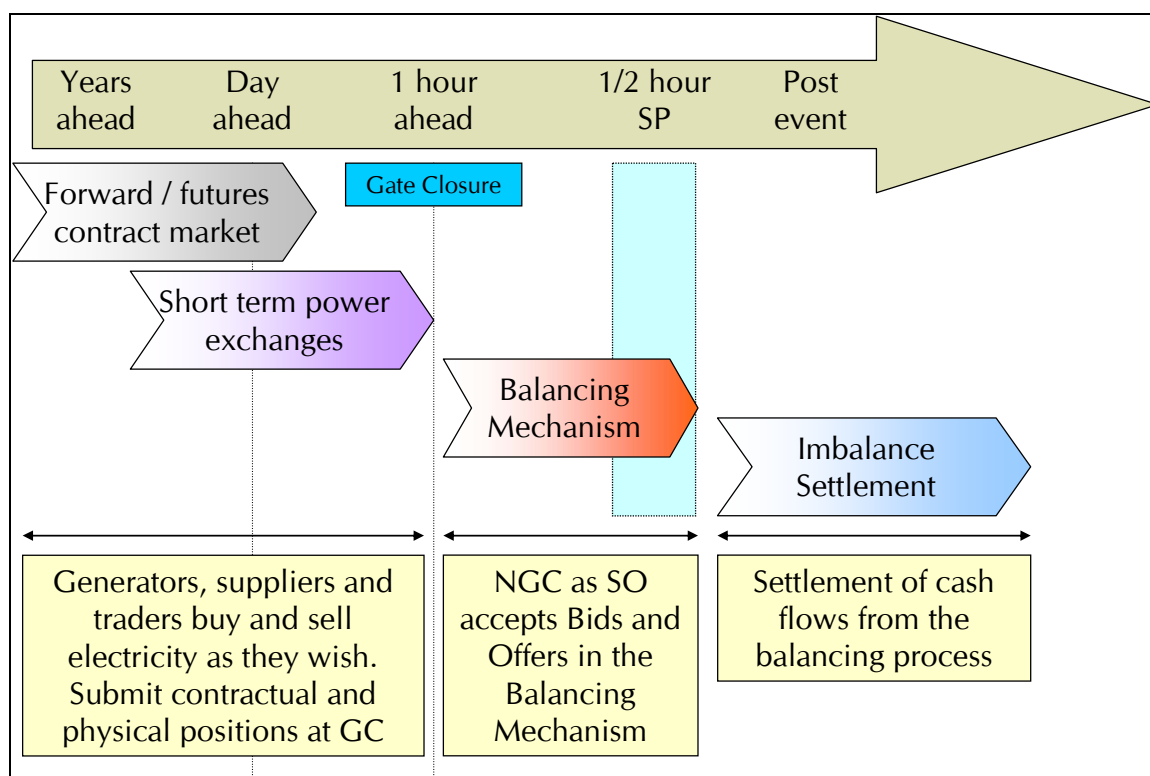 Years
ahead
Day
ahead
1 hour
ahead
1/2 hour
SP
Post
event
Forward / futures
contract market
Gate Closure
Short term power
exchanges
Balancing
Mechanism
Imbalance
Settlement
Generators, suppliers and
traders buy and sell
electricity as they wish.
Submit contractual and
physical positions at GC
NGC as SO
accepts Bids and
Offers in the
Balancing
Mechanism
Settlement of cash
flows from the
balancing process